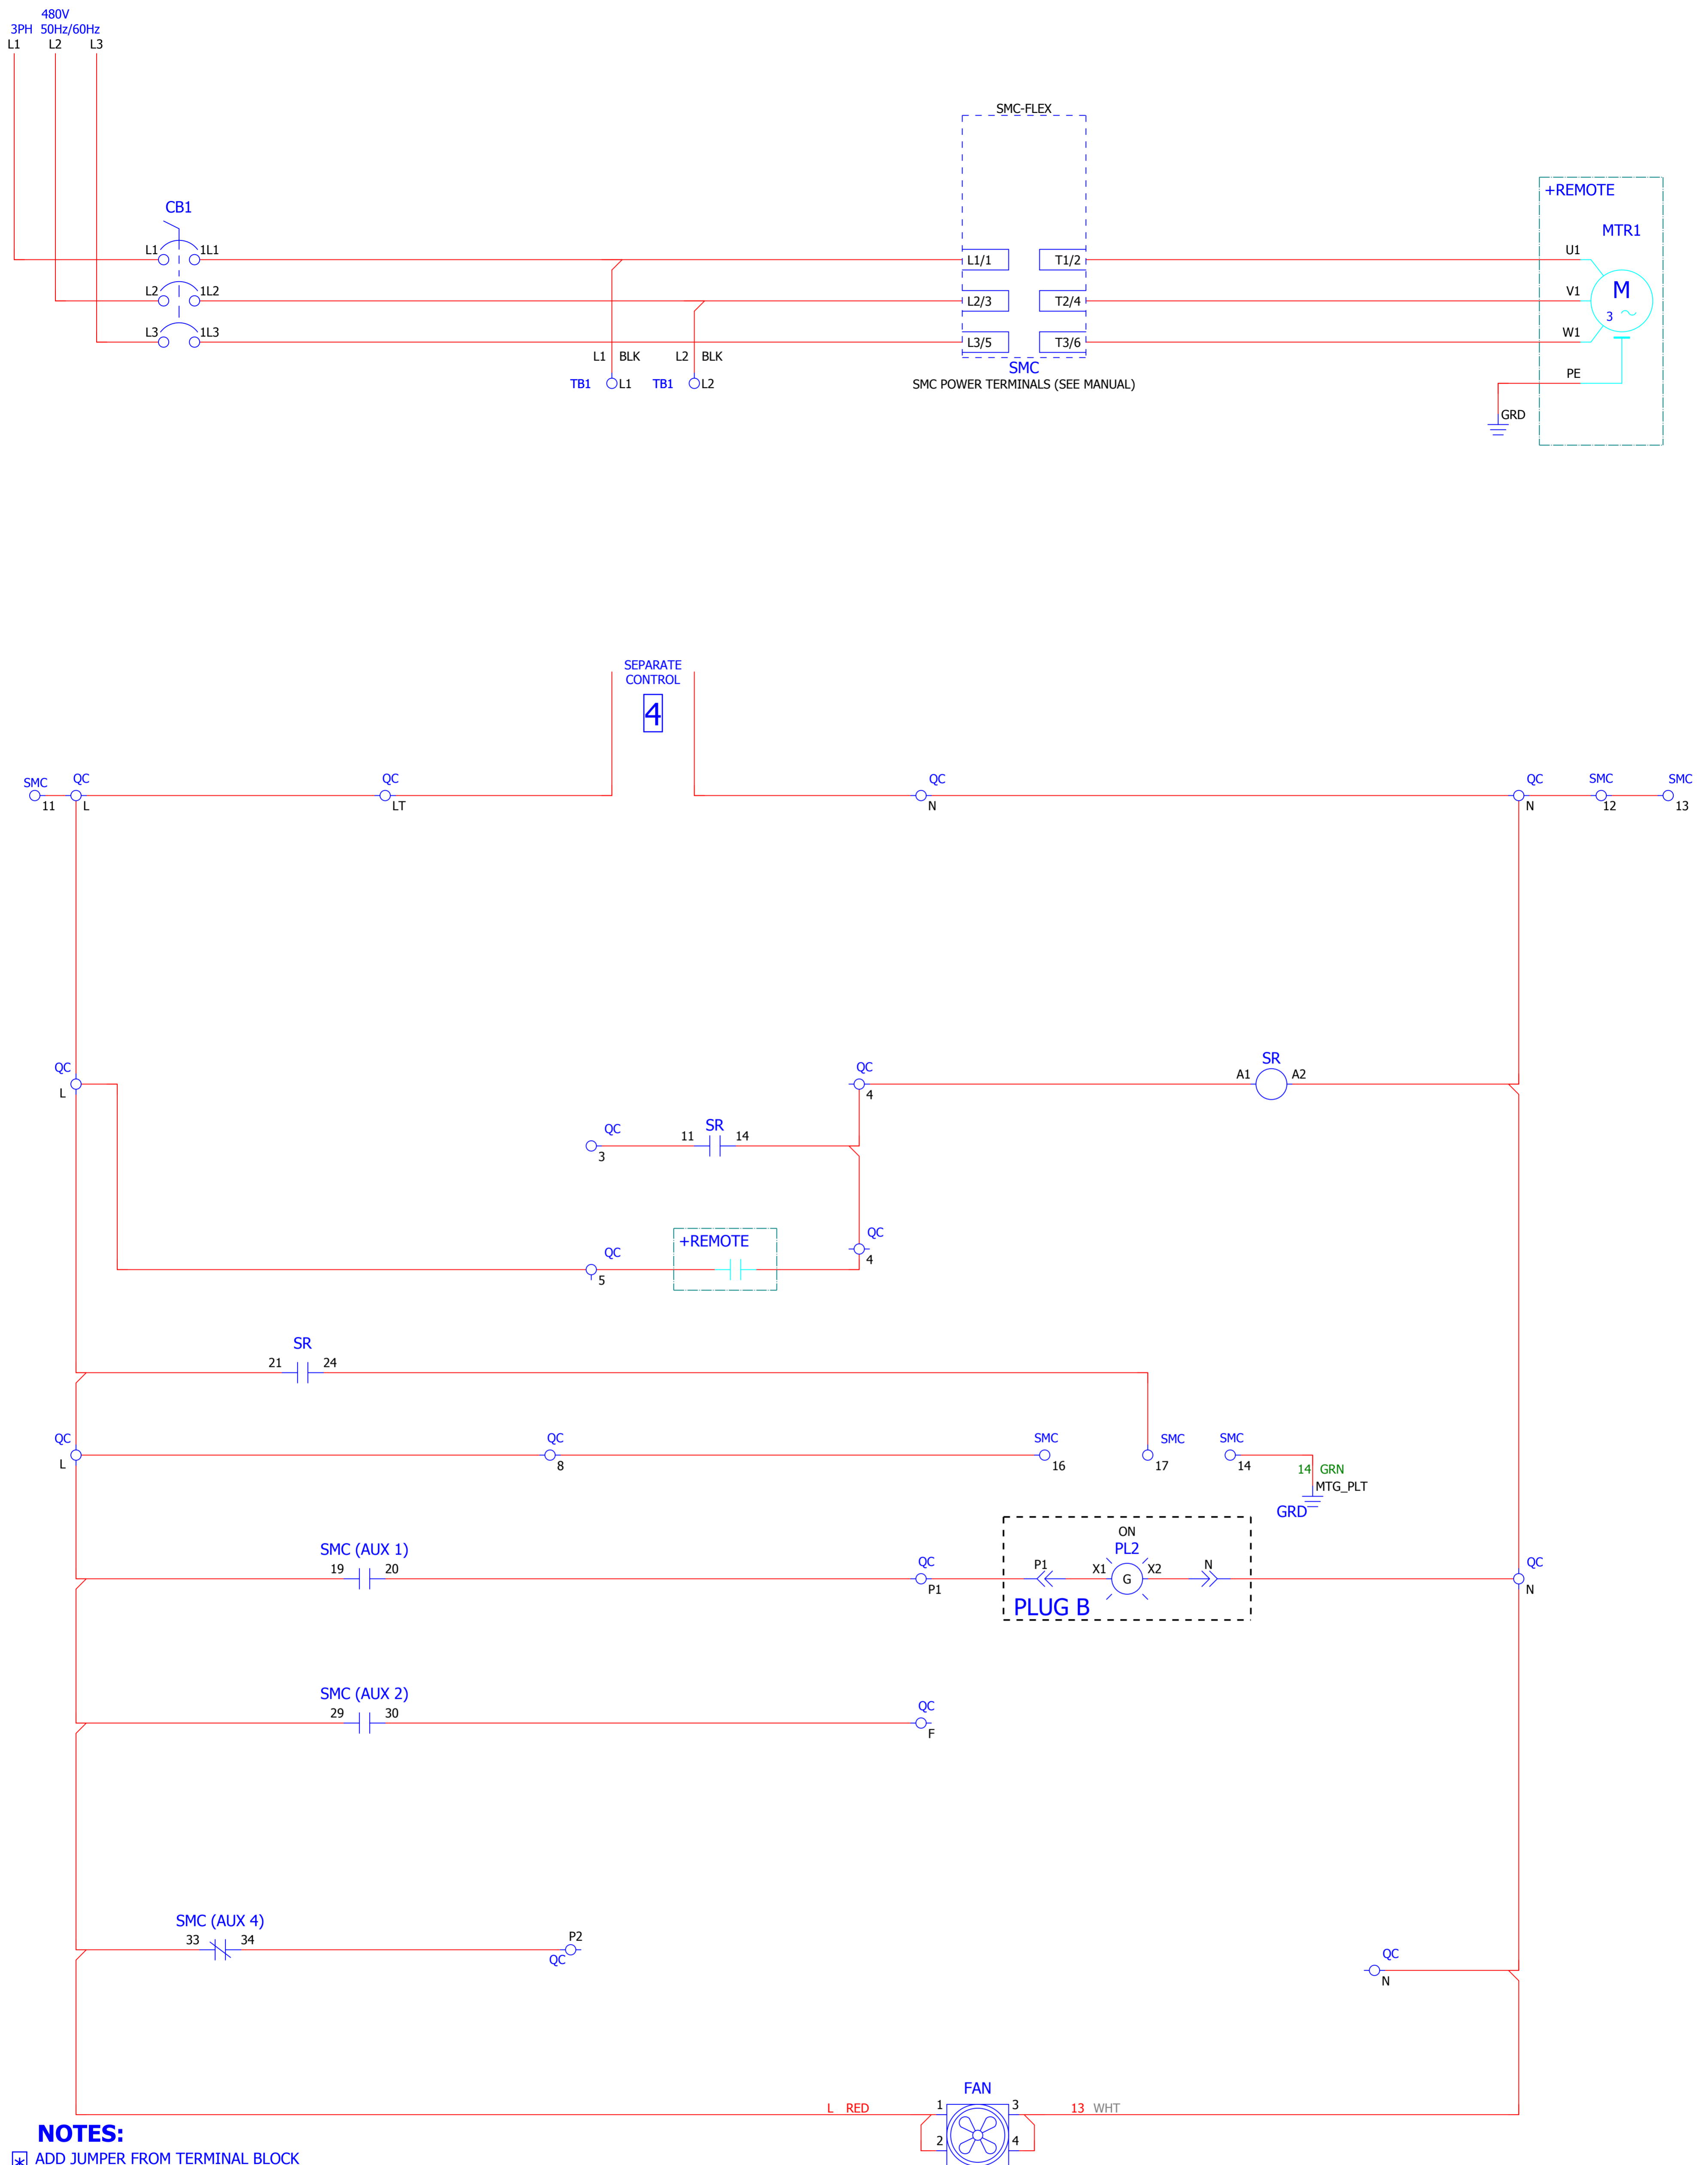 480V
3PH 50Hz/60Hz
L1 L2 L3
SMC-FLEX
+REMOTE
CB1
MTR1
L1 1L1 L1/1 T1/2 U1
L2 1L2 L2/3 T2/4 V1 M
3
L3 1L3 L3/5 T3/6 W1
L1 BLK L2 BLK
SMC
PE
TB1 L1 TB1 L2
SMC POWER TERMINALS (SEE MANUAL)
GRD
SEPARATE
CONTROL
4
SMC QC QC QC QC SMC SMC
11 L LT N N 12 13
QC QC SR
A1 A2
L 4
QC SR
11 14
3
QC
+REMOTE
QC 4
5
SR
21 24
QC QC SMC SMC SMC
L 8 16 17 14
14 GRN
MTG_PLT
GRD
ON
SMC (AUX 1) PL2
19 20 QC P1 X1 X2 N QC
G
P1 N
PLUG B
SMC (AUX 2)
29 30 QC
F
SMC (AUX 4)
33 34 P2
QC QC
N
FAN
L RED 1 3 13 WHT
2 4
NOTES:
* ADD JUMPER FROM TERMINAL BLOCK